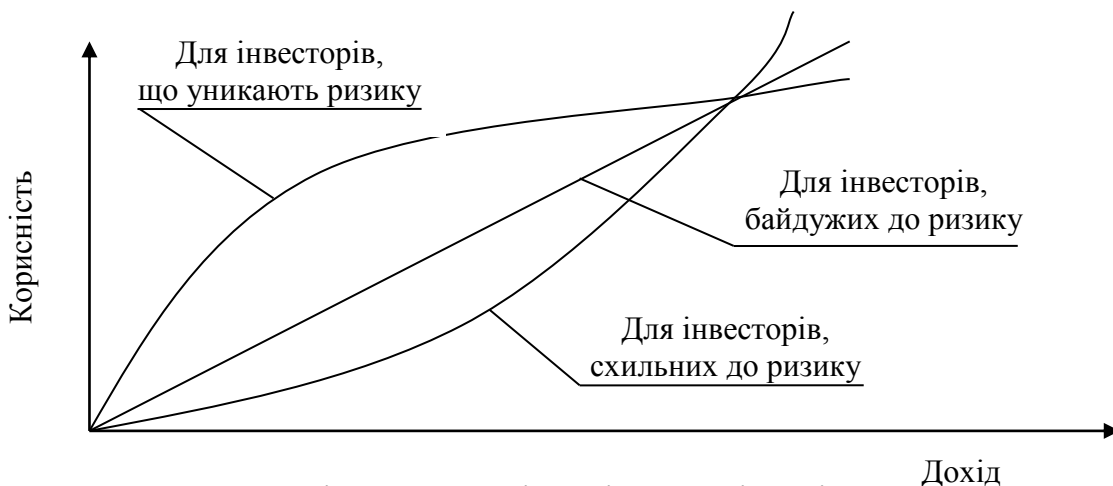 Для інвесторів,
що уникають ризику
Корисність
Для інвесторів,
байдужих до ризику
Для інвесторів,
схильних до ризику
Дохід